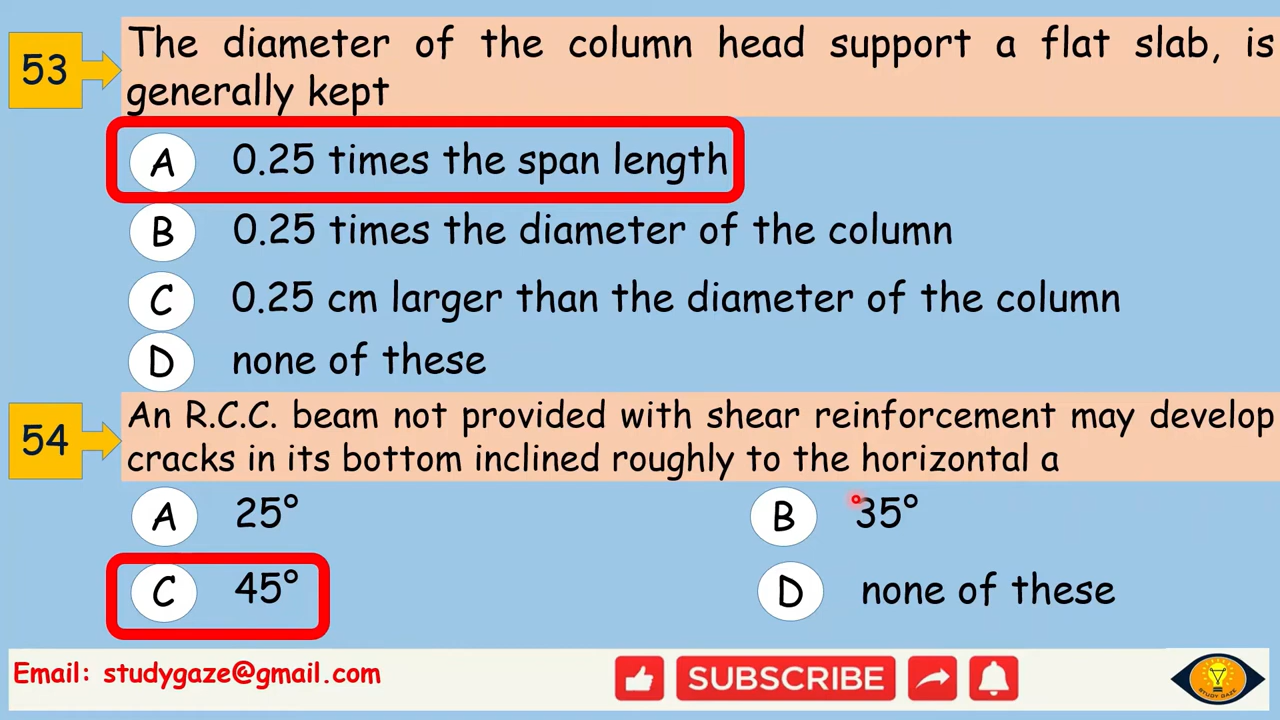 53
The diameter of the column head support a flat slab, is
generally kept
A 0.25 times the span length
B 0.25 times the diameter of the column
C 0.25 cm larger than the diameter of the column
D none of these
54
An R.C.C. beam not provided with shear reinforcement may develop
cracks in its bottom inclined roughly to the horizontal a
A 25° B 35°
C 45° D none of these
Email: studygaze@gmail.com SUBSCRIBE
STUDY GAZE